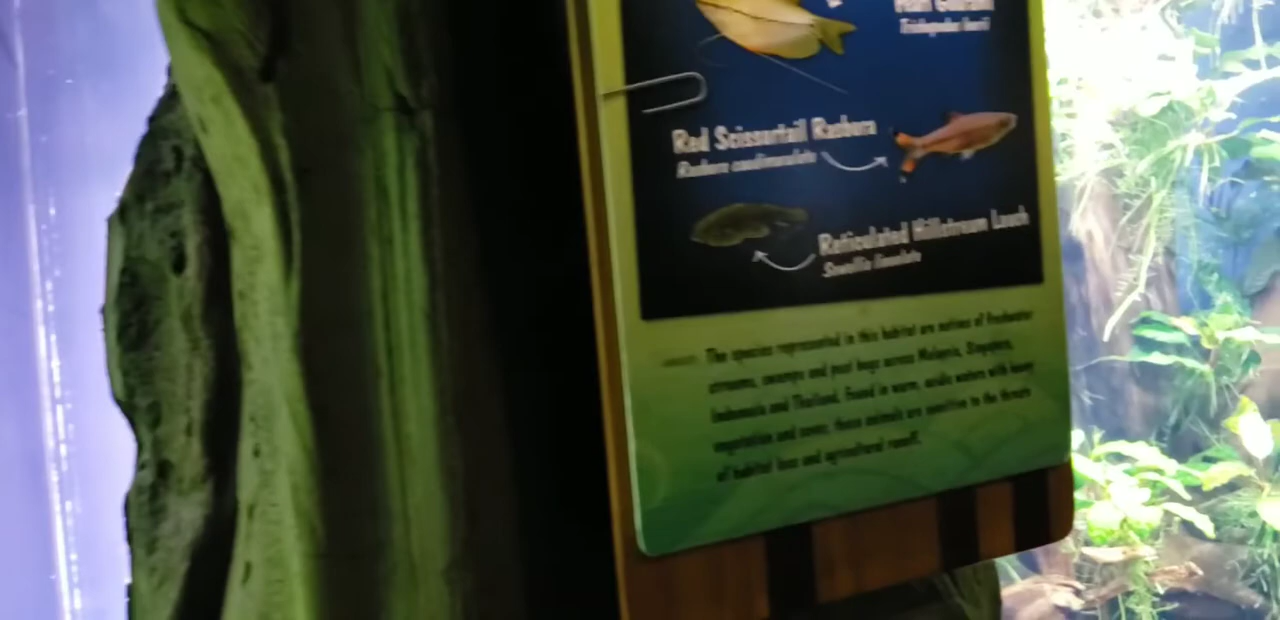 Red Scissortail Rasbora
Rasbora caudimaculata
Reticulated Hillstream Loach
Sewellia lineolata
The species represented in this habitat are natives of freshwater
streams, swamps and peat bogs across Malaysia, Singapore,
Indonesia and Thailand. Found in warm, acidic waters with heavy
vegetation and cover, these animals are sensitive to the threats
of habitat loss and agricultural runoff.